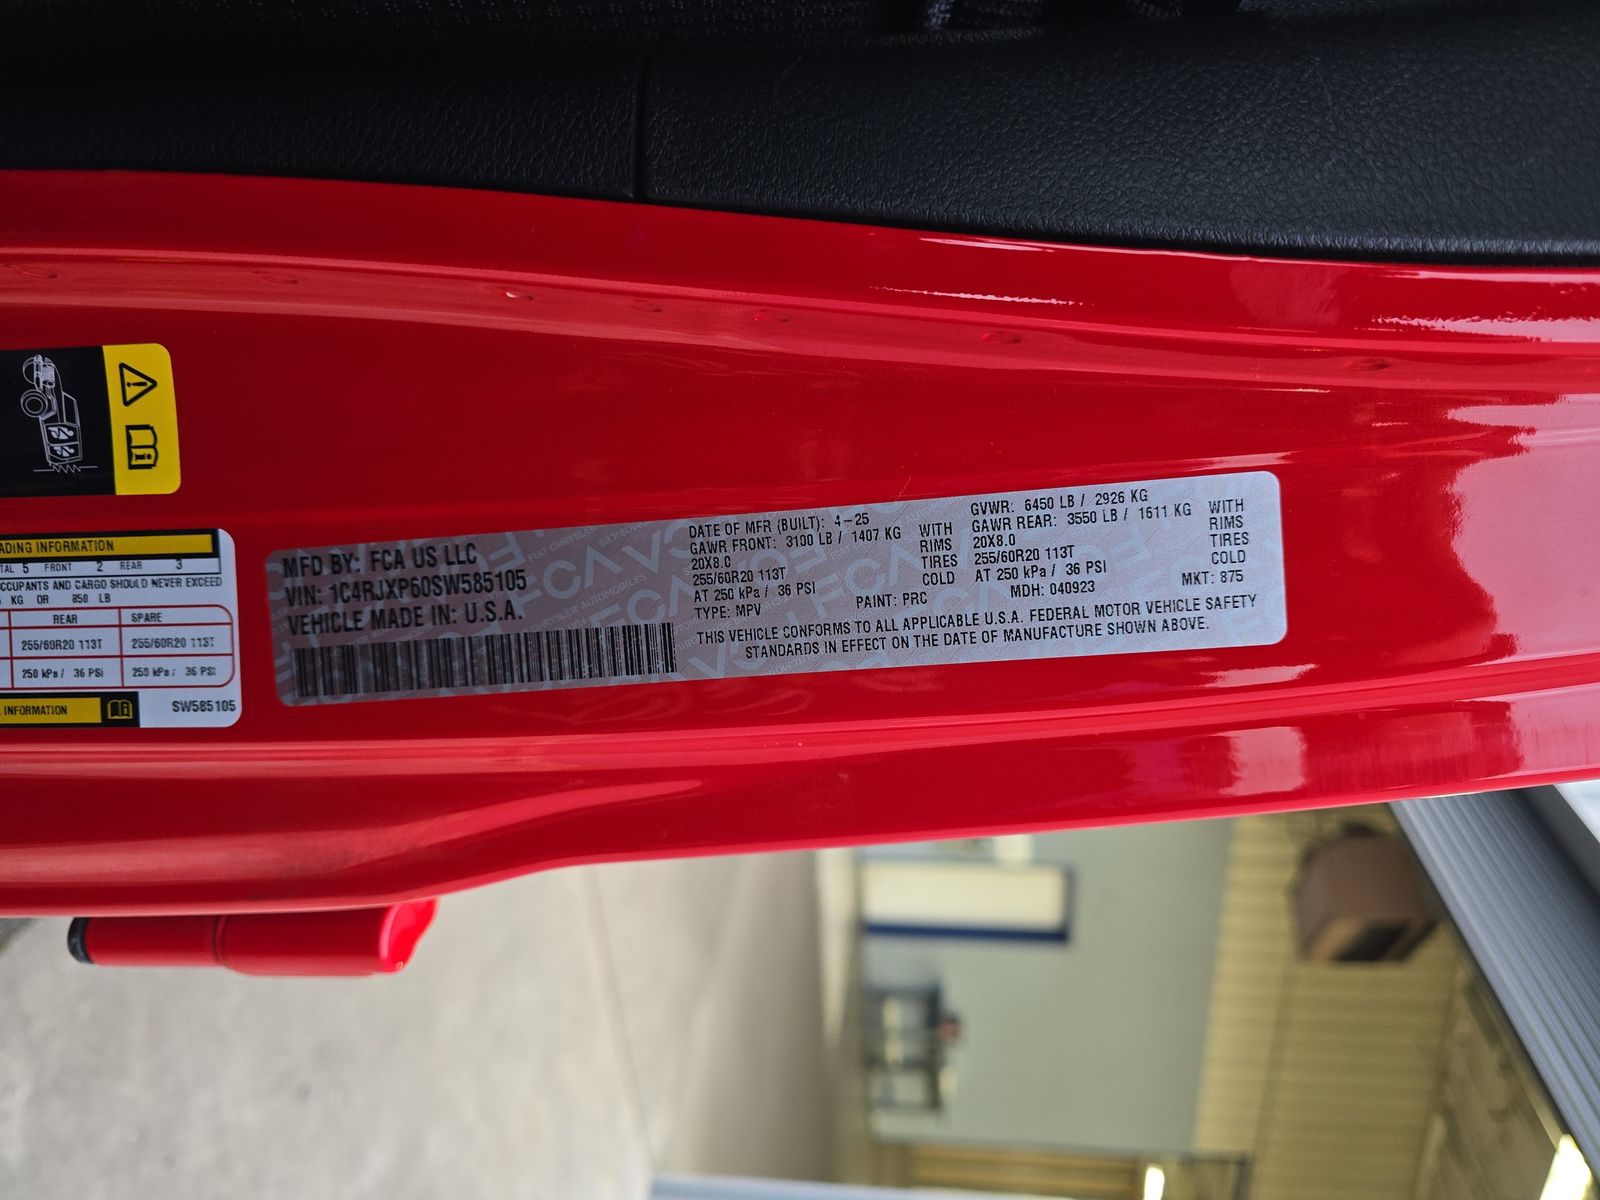 MFD BY: FCA US LLC
VIN: 1C4RJXP60SW585105
VEHICLE MADE IN: U.S.A.
DATE OF MFR (BUILT): 4-25
GVWR: 6450 LB / 2926 KG
GAWR FRONT: 3100 LB / 1407 KG WITH
20X8.0 RIMS
255/60R20 113T TIRES
AT 250 kPa / 36 PSI COLD
GAWR REAR: 3550 LB / 1611 KG WITH
20X8.0 RIMS
255/60R20 113T TIRES
AT 250 kPa / 36 PSI COLD
TYPE: MPV PAINT: PRC MDH: 040923 MKT: 875
THIS VEHICLE CONFORMS TO ALL APPLICABLE U.S.A. FEDERAL MOTOR VEHICLE SAFETY
STANDARDS IN EFFECT ON THE DATE OF MANUFACTURE SHOWN ABOVE.
ADING INFORMATION
TAL 5 FRONT 2 REAR 3
CCUPANTS AND CARGO SHOULD NEVER EXCEED
KG OR 850 LB
REAR SPARE
255/60R20 113T 255/60R20 113T
250 kPa / 36 PSI 250 kPa / 36 PSI
INFORMATION SW585105